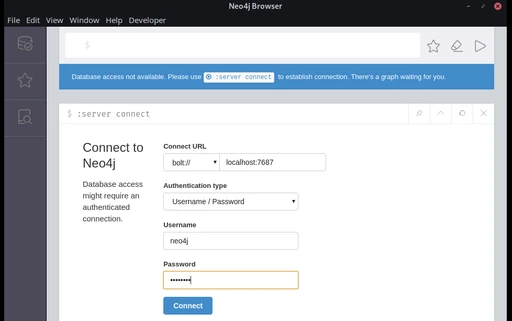 Neo4j Browser
File Edit View Window Help Developer
$
Database access not available. Please use :server connect to establish connection. There's a graph waiting for you.
$ :server connect
Connect to
Neo4j
Database access
might require an
authenticated
connection.
Connect URL
bolt:// localhost:7687
Authentication type
Username / Password
Username
neo4j
Password
••••••••
Connect